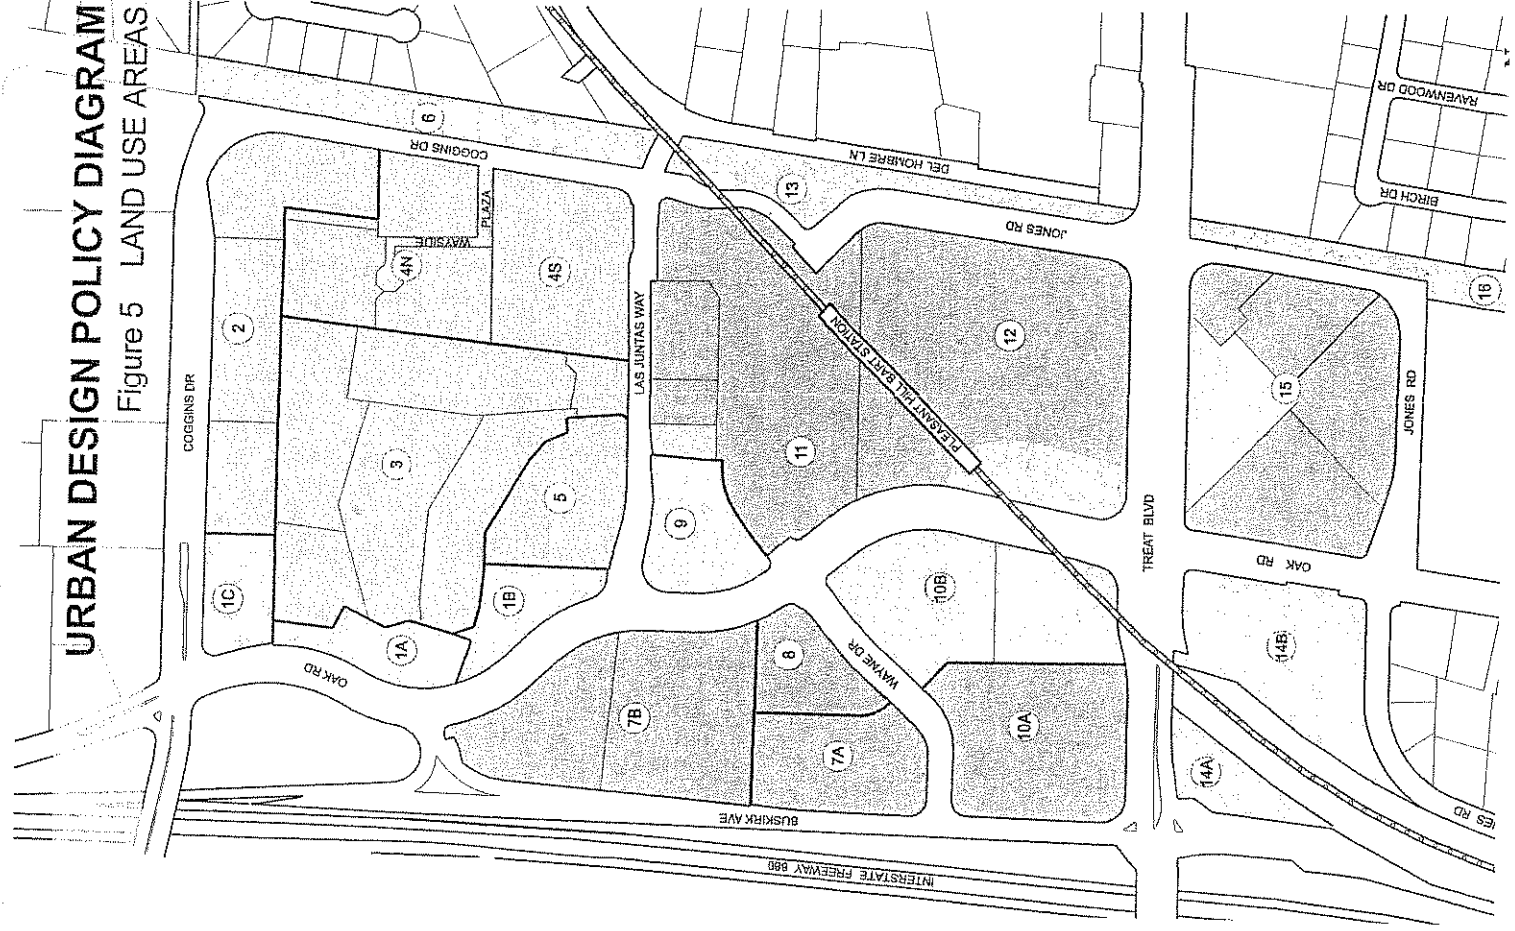 URBAN DESIGN POLICY DIAGRAM
Figure 5 LAND USE AREAS
6
COGGINS DR
COGGINS DR
PLAZA
WAYSIDE
4N
4S
2
3
5
1C
1B
1A
OAK RD
LAS JUNTAS WAY
DEL HOMBRE LN
13
JONES RD
PLEASANT HILL BART STATION
12
11
9
10B
WAYNE DR
8
7B
7A
10A
BUSKIRK AVE
INTERSTATE FREEWAY 680
TREAT BLVD
OAK RD
15
JONES RD
16
BIRCH DR
RAVENWOOD DR
14B
14A
RD